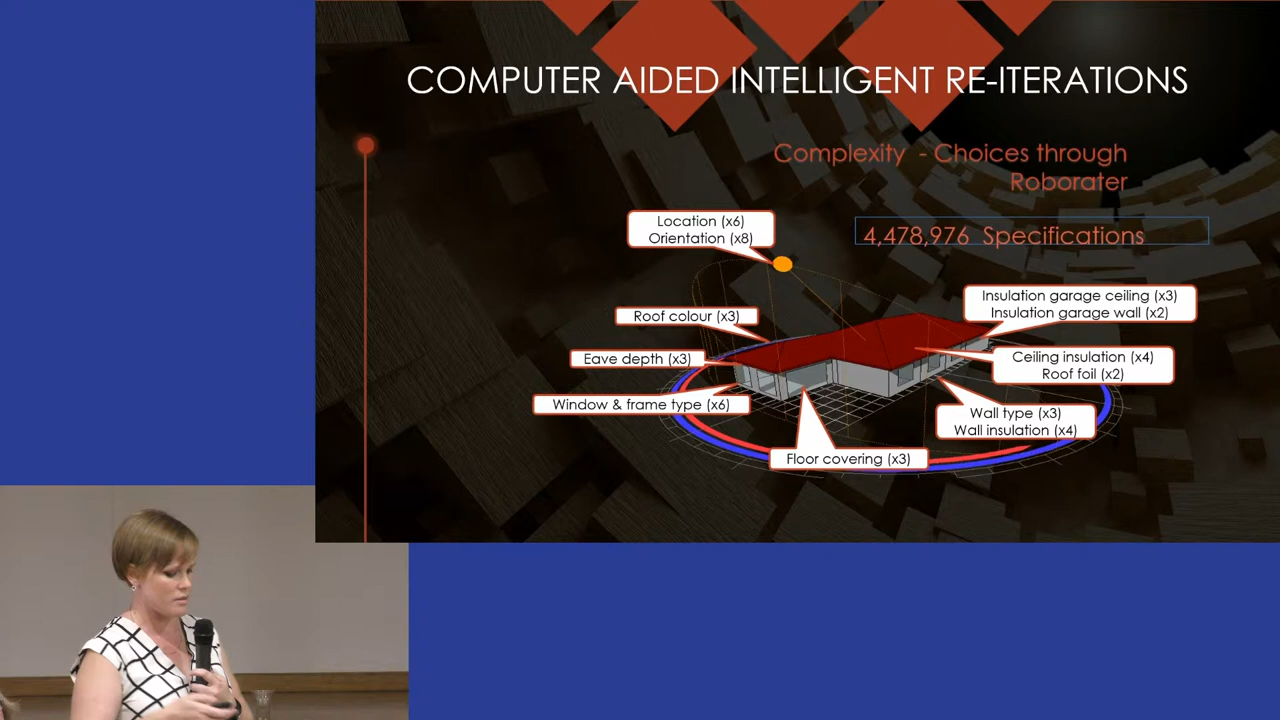 COMPUTER AIDED INTELLIGENT RE-ITERATIONS
Complexity - Choices through
Roborater
4,478,976 Specifications
Location (x6)
Orientation (x8)
Roof colour (x3)
Eave depth (x3)
Window & frame type (x6)
Floor covering (x3)
Insulation garage ceiling (x3)
Insulation garage wall (x2)
Ceiling insulation (x4)
Roof foil (x2)
Wall type (x3)
Wall insulation (x4)